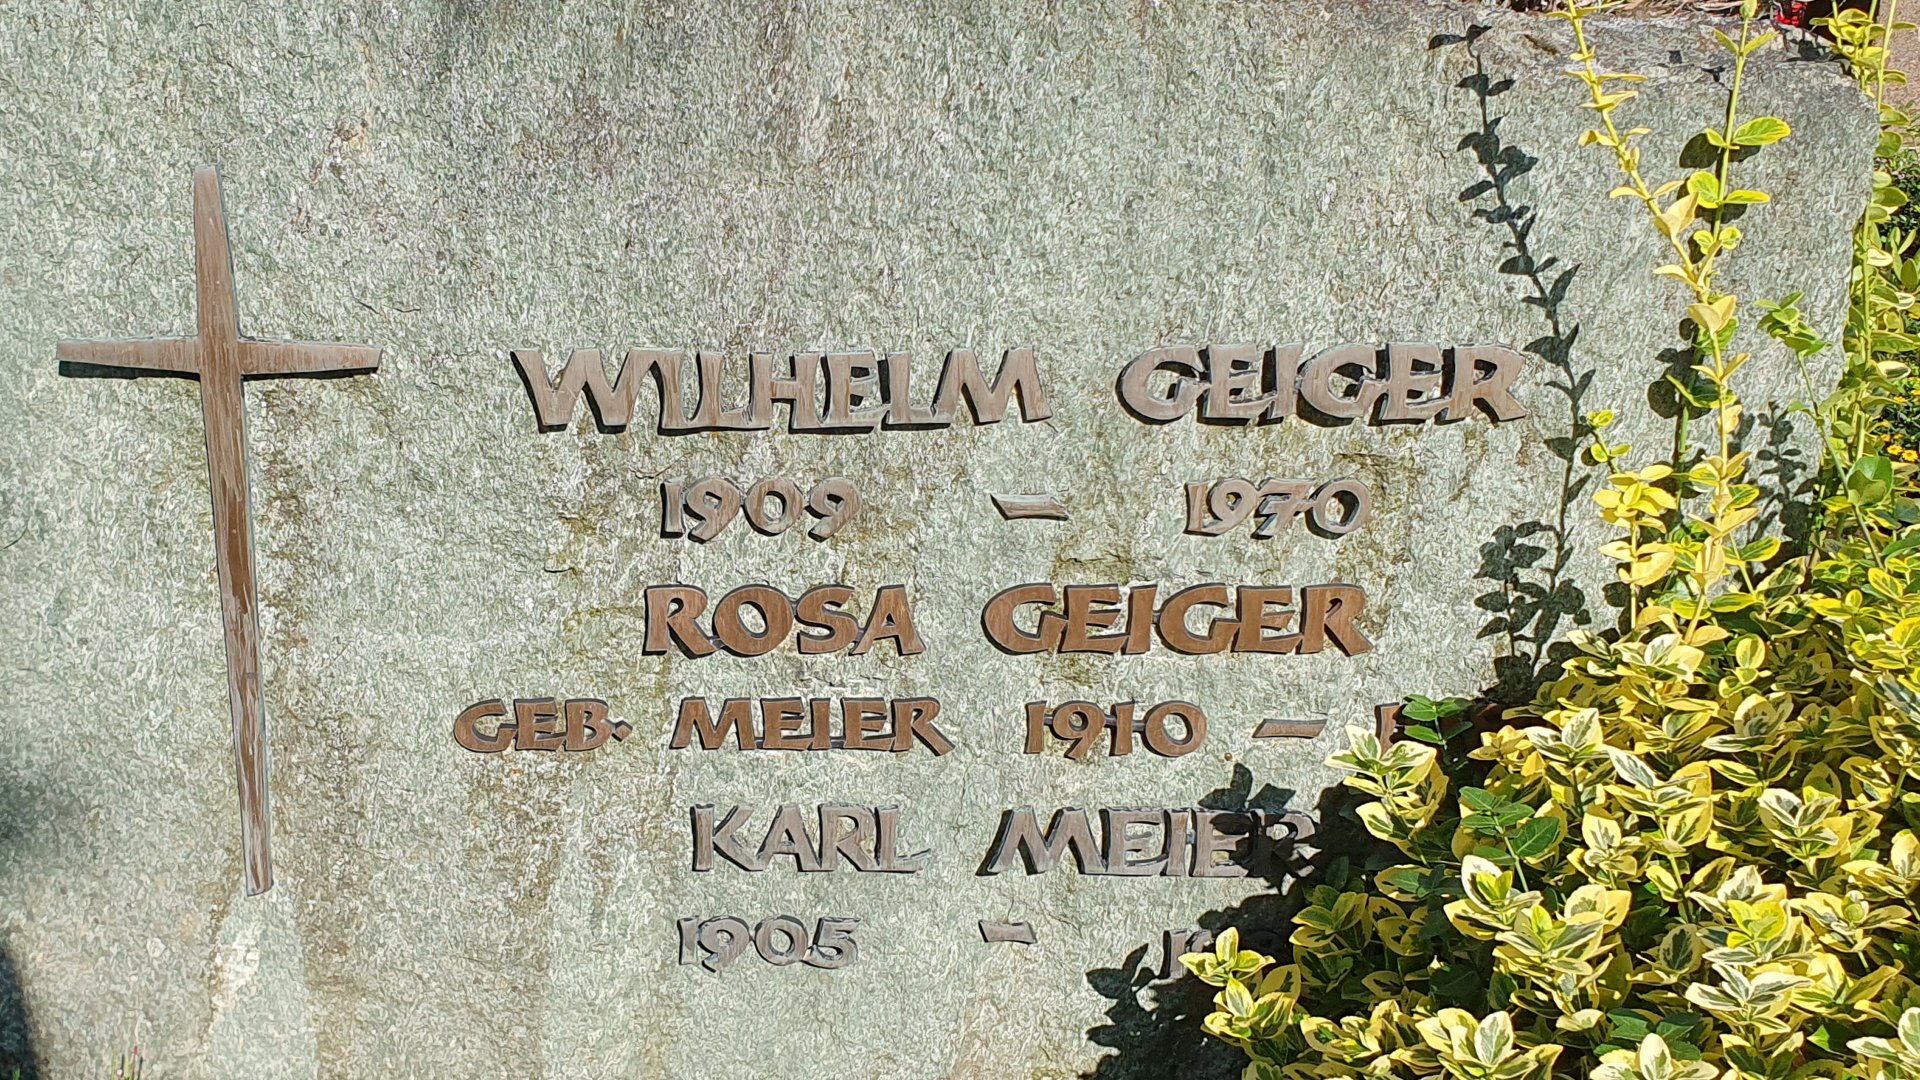 WILHELM GEIGER
1909 – 1970
ROSA GEIGER
GEB. MEIER 1910 –
KARL MEIER
1905 –